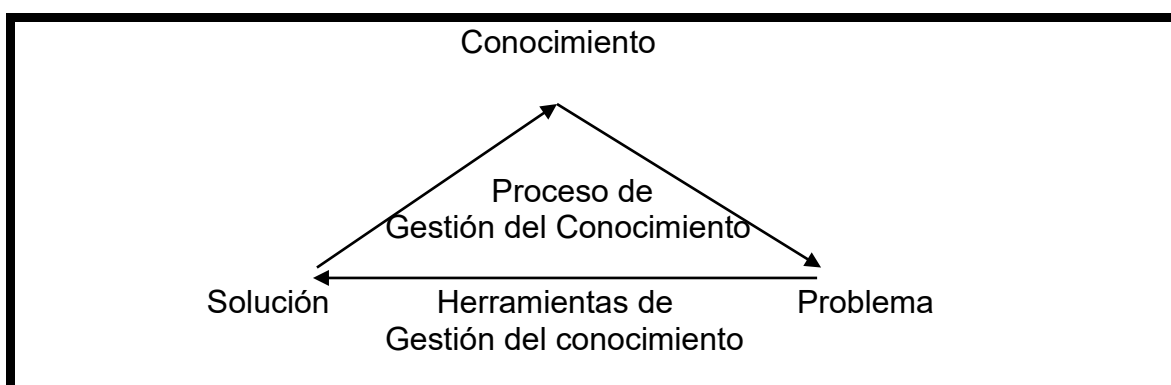 Conocimiento
Proceso de
Gestión del Conocimiento
Solución Herramientas de Problema
Gestión del conocimiento